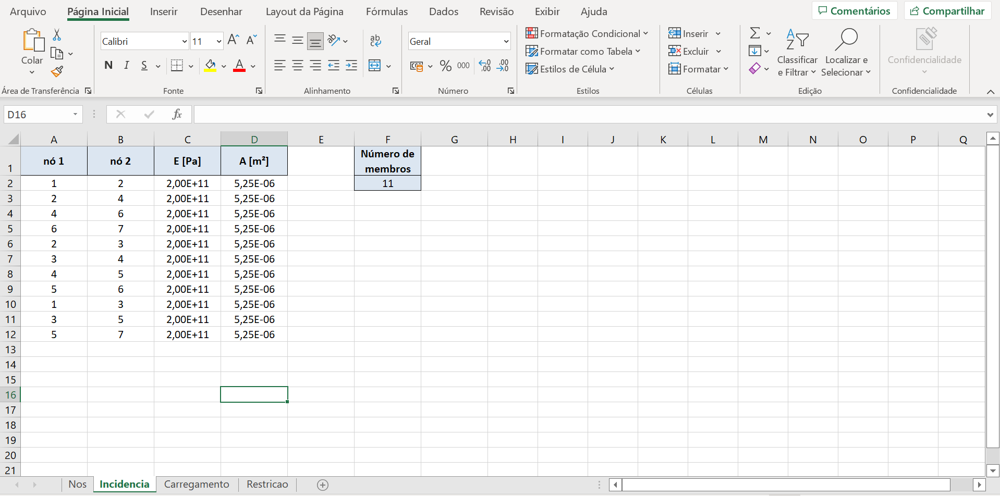 Arquivo Página Inicial Inserir Desenhar Layout da Página Fórmulas Dados Revisão Exibir Ajuda Comentários Compartilhar
Colar
Calibri 11
N I S
Área de Transferência
Fonte
Alinhamento
Geral
% 000
Número
Formatação Condicional
Formatar como Tabela
Estilos de Célula
Estilos
Inserir
Excluir
Formatar
Células
Classificar
e Filtrar
Localizar e
Selecionar
Edição
Confidencialidade
Confidencialidade
D16 fx
A B C D E F G H I J K L M N O P Q
1 nó 1 nó 2 E [Pa] A [m²] Número de
membros
2 1 2 2,00E+11 5,25E-06 11
3 2 4 2,00E+11 5,25E-06
4 4 6 2,00E+11 5,25E-06
5 6 7 2,00E+11 5,25E-06
6 2 3 2,00E+11 5,25E-06
7 3 4 2,00E+11 5,25E-06
8 4 5 2,00E+11 5,25E-06
9 5 6 2,00E+11 5,25E-06
10 1 3 2,00E+11 5,25E-06
11 3 5 2,00E+11 5,25E-06
12 5 7 2,00E+11 5,25E-06
13
14
15
16
17
18
19
20
21
Nos Incidencia Carregamento Restricao